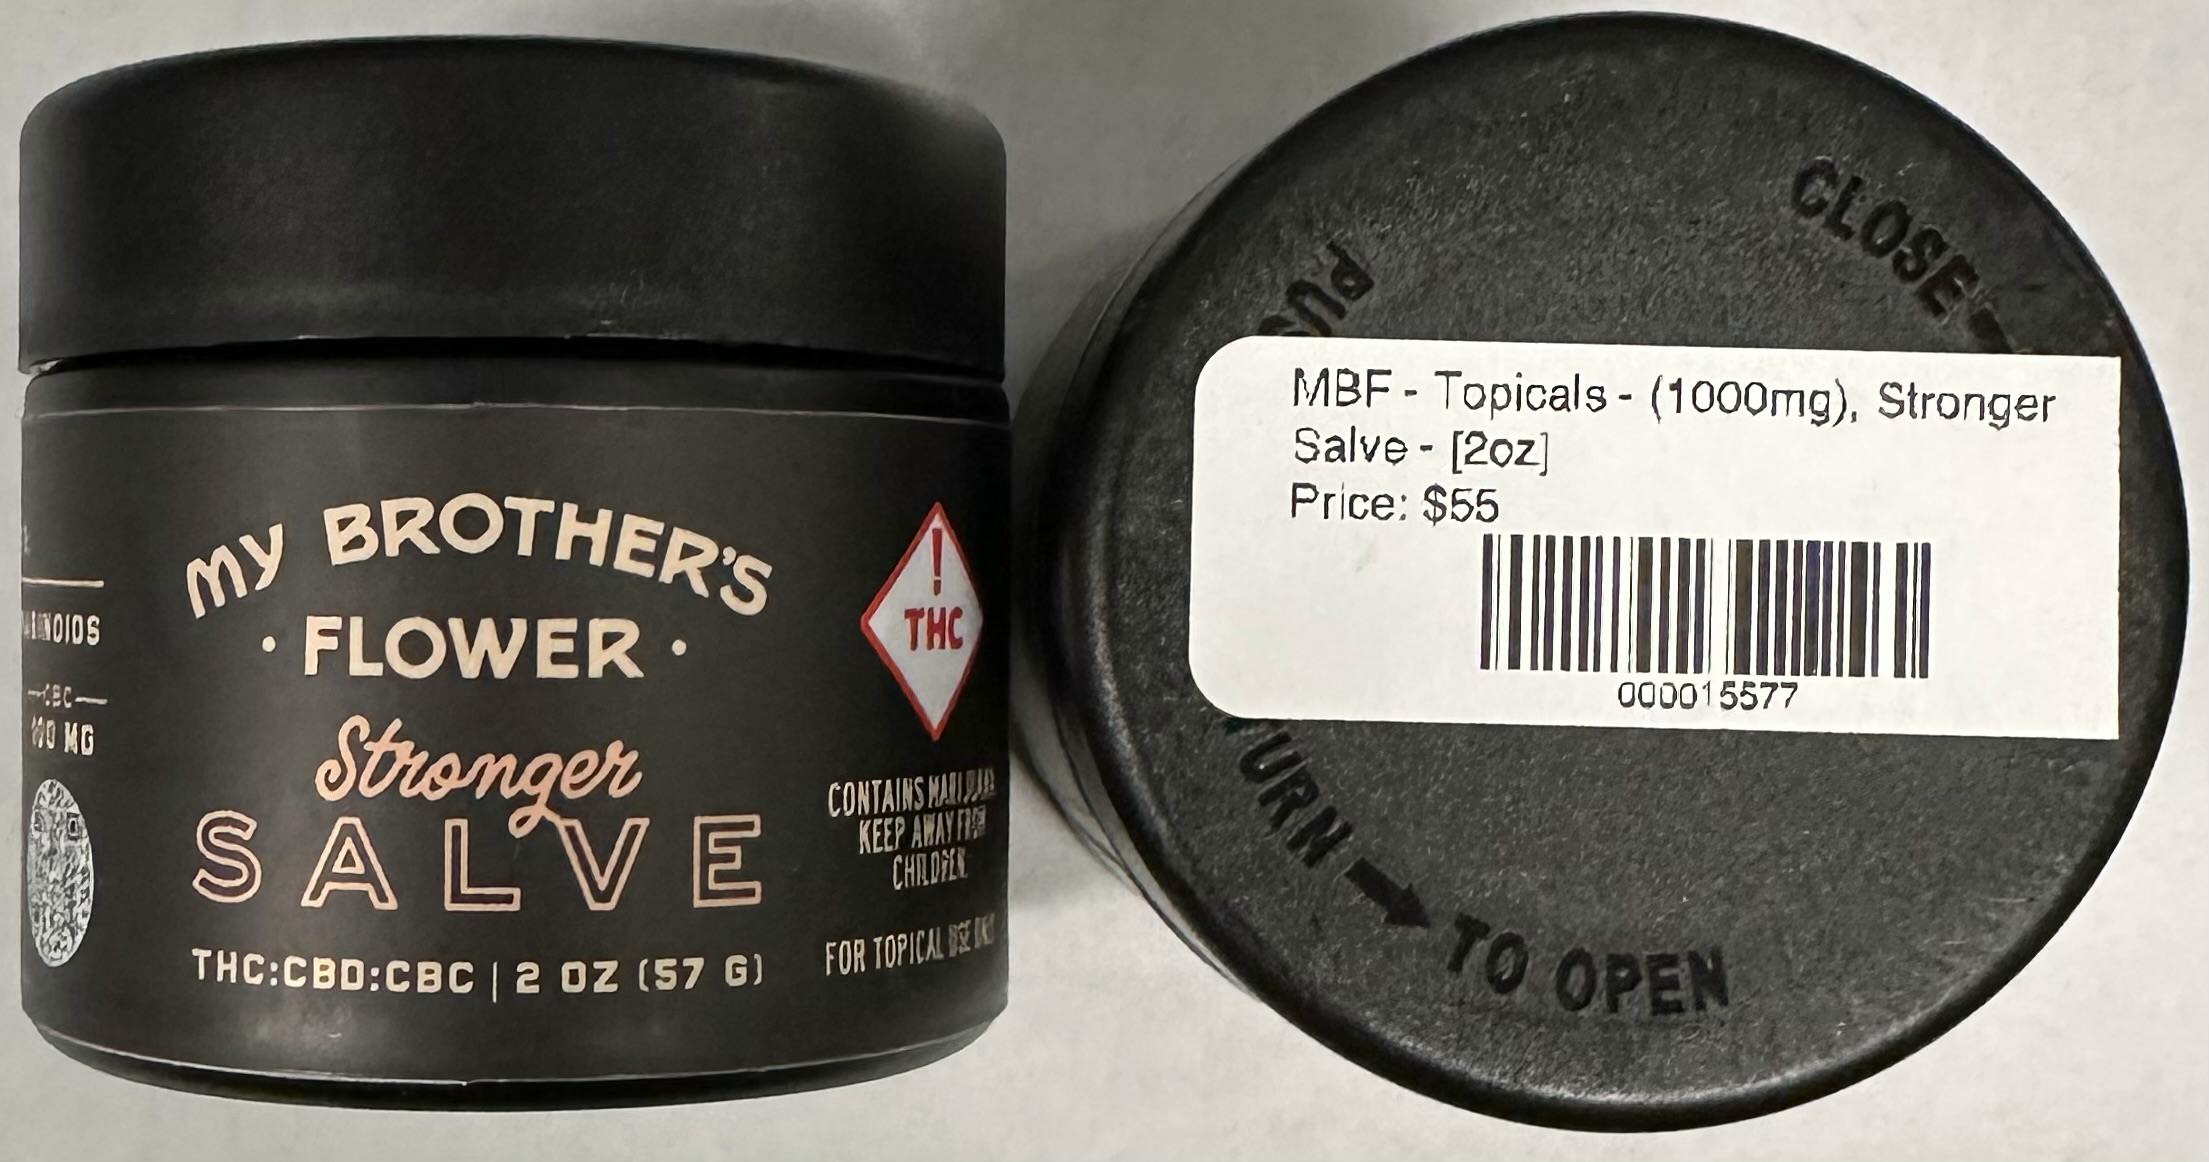 MY BROTHER'S
· FLOWER ·
Stronger
SALVE
THC:CBD:CBC | 2 OZ (57 G)
!
THC
CONTAINS MARIJUANA
KEEP AWAY FROM
CHILDREN.
FOR TOPICAL USE ONLY
CBC
MG
CLOSE
MBF - Topicals - (1000mg), Stronger
Salve - [2oz]
Price: $55
000015577
TURN
TO OPEN